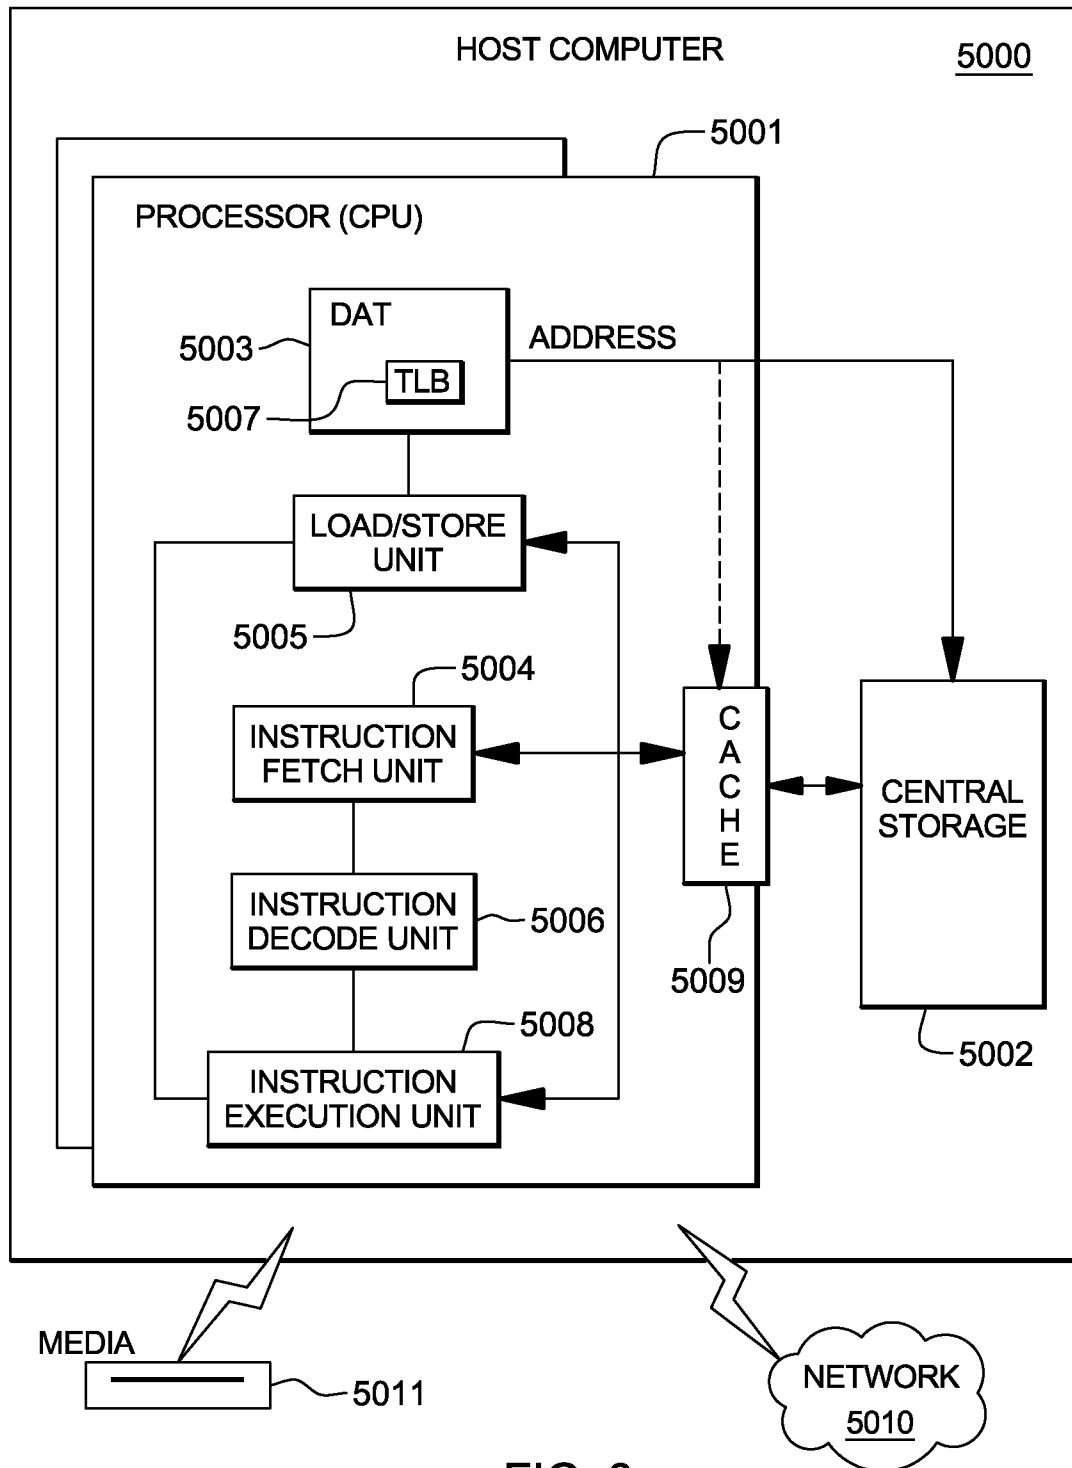 HOST COMPUTER
5000
5001
PROCESSOR (CPU)
DAT
5003
ADDRESS
TLB
5007
LOAD/STORE
UNIT
5005
5004
INSTRUCTION
FETCH UNIT
C
A
C
H
E
CENTRAL
STORAGE
INSTRUCTION
DECODE UNIT
5006
5009
5008
5002
INSTRUCTION
EXECUTION UNIT
MEDIA
5011
NETWORK
5010